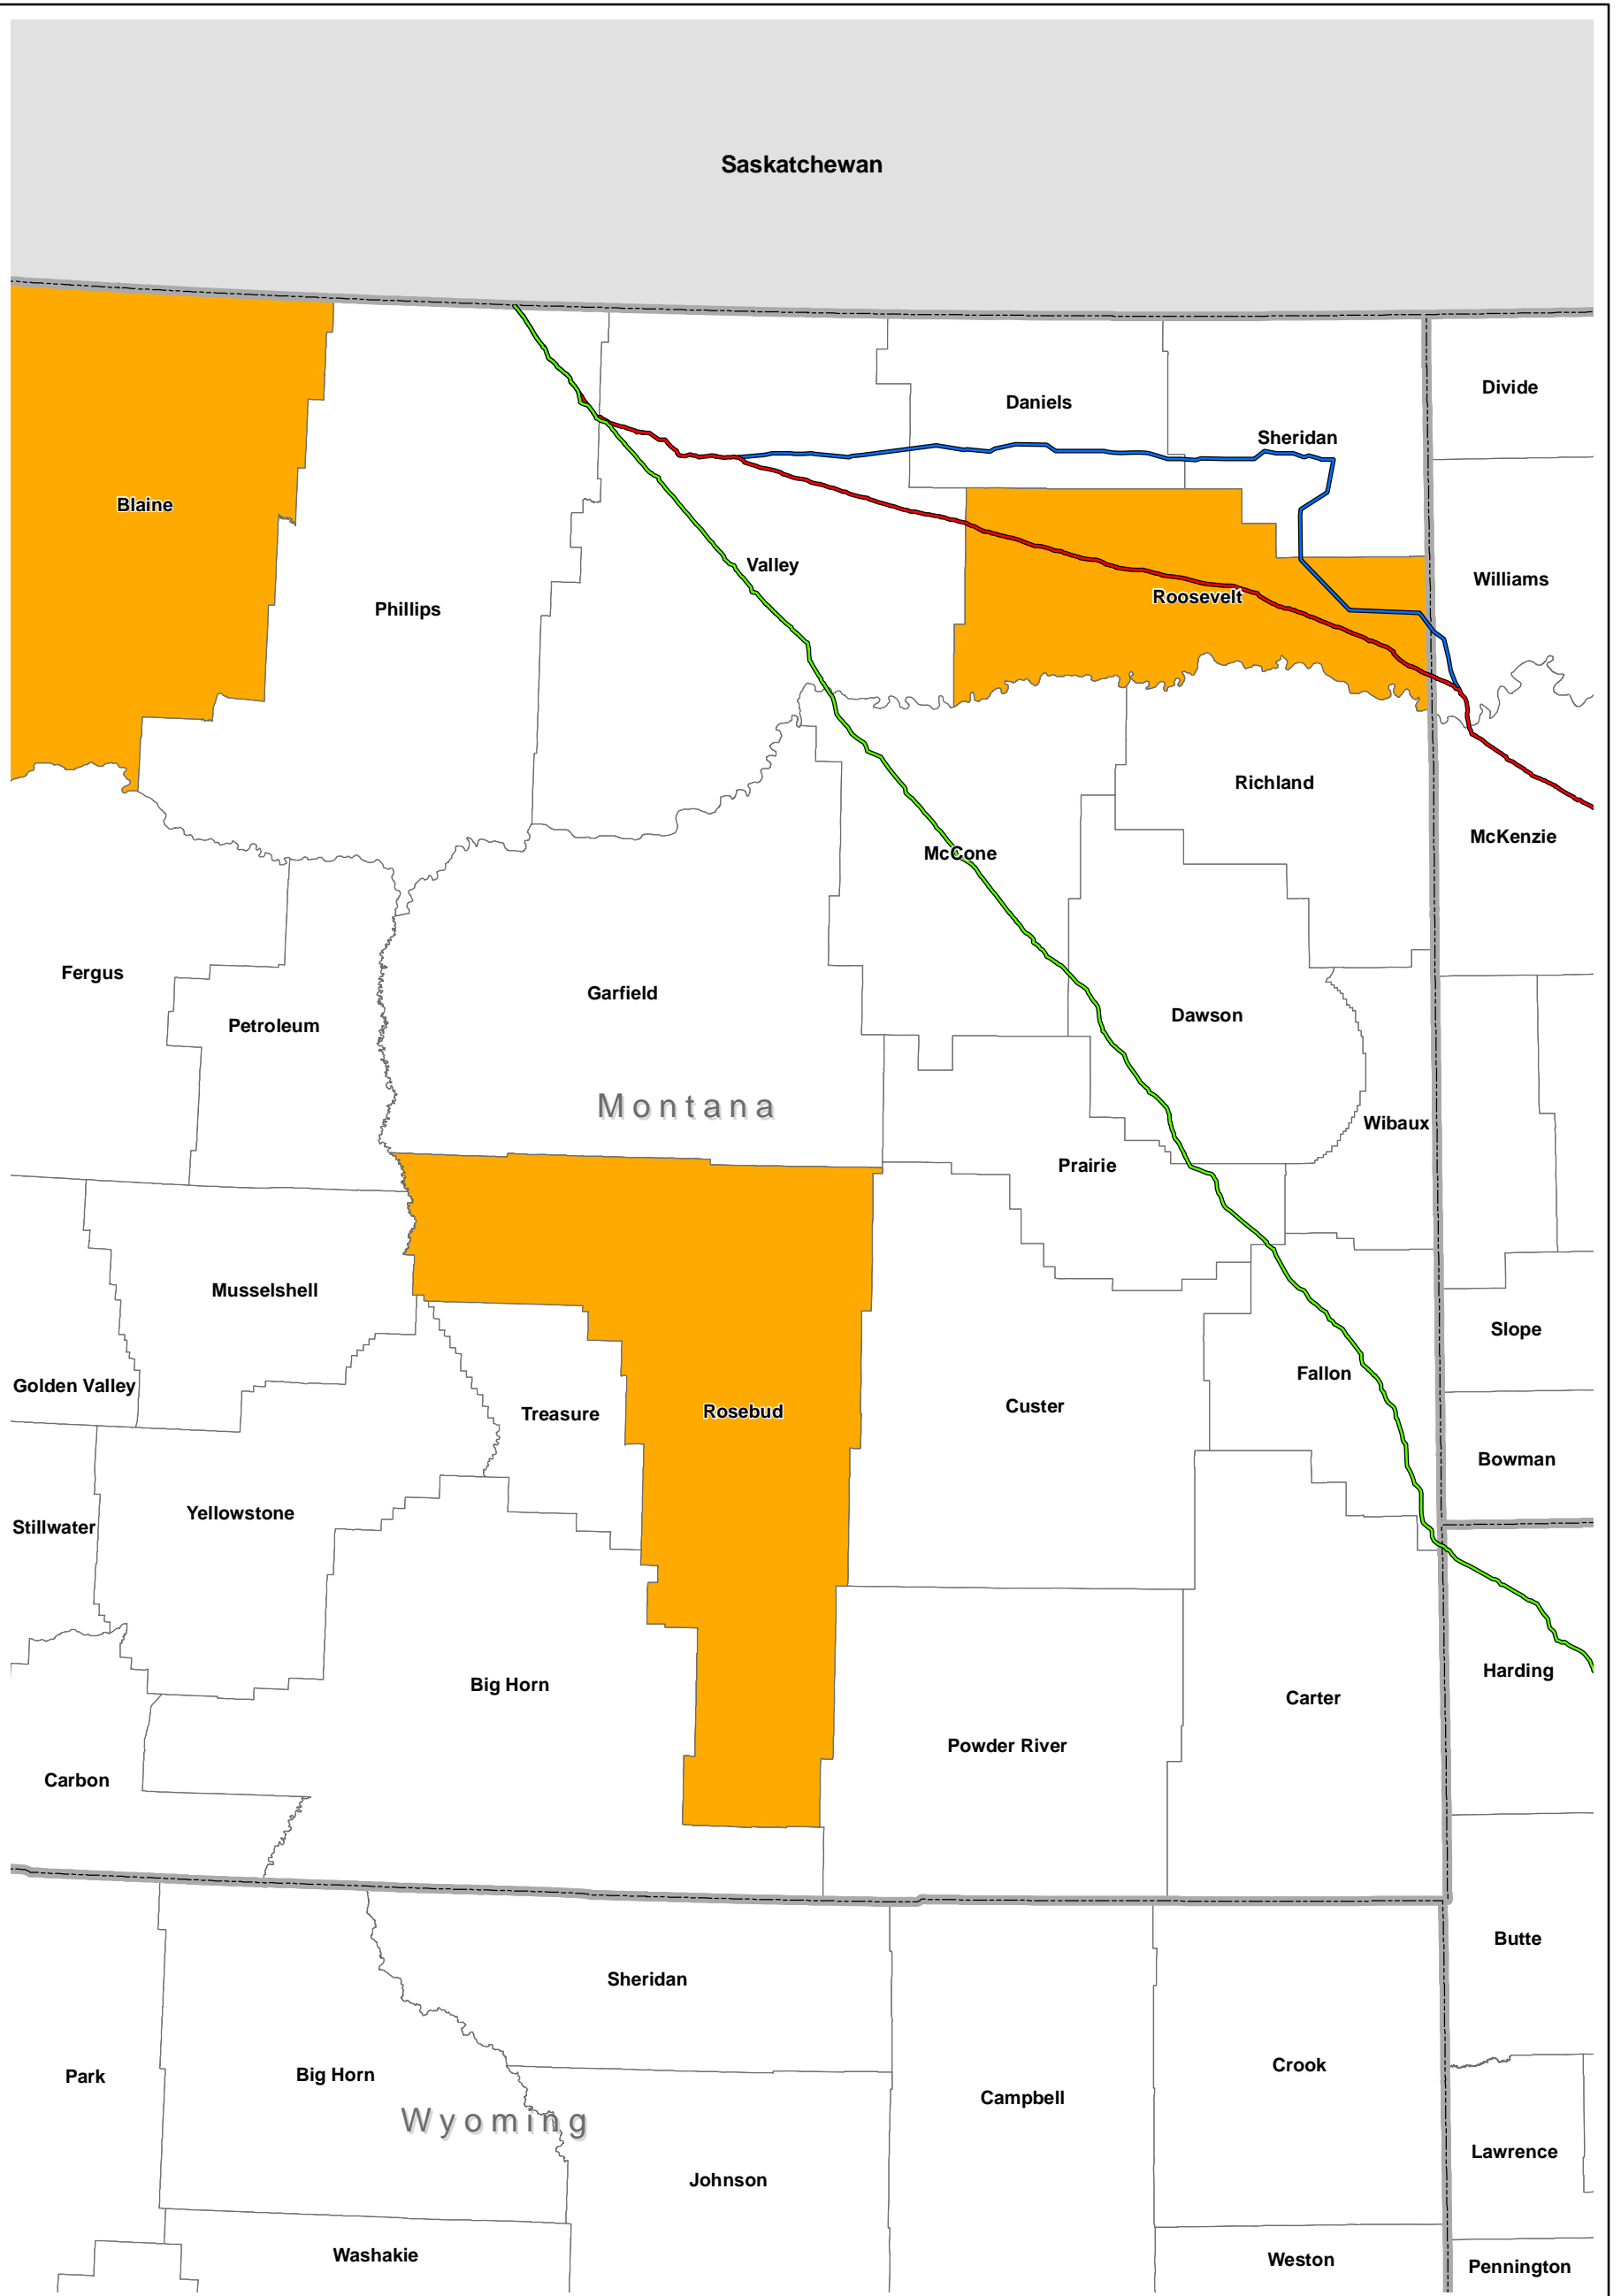 Saskatchewan
Divide
Daniels
Sheridan
Blaine
Valley
Williams
Roosevelt
Phillips
Richland
McKenzie
McCone
Fergus
Garfield
Dawson
Petroleum
Montana
Wibaux
Prairie
Musselshell
Slope
Fallon
Golden Valley
Custer
Rosebud
Treasure
Bowman
Yellowstone
Stillwater
Harding
Big Horn
Carter
Powder River
Carbon
Butte
Sheridan
Crook
Big Horn
Park
Campbell
Wyoming
Lawrence
Johnson
Washakie
Weston
Pennington